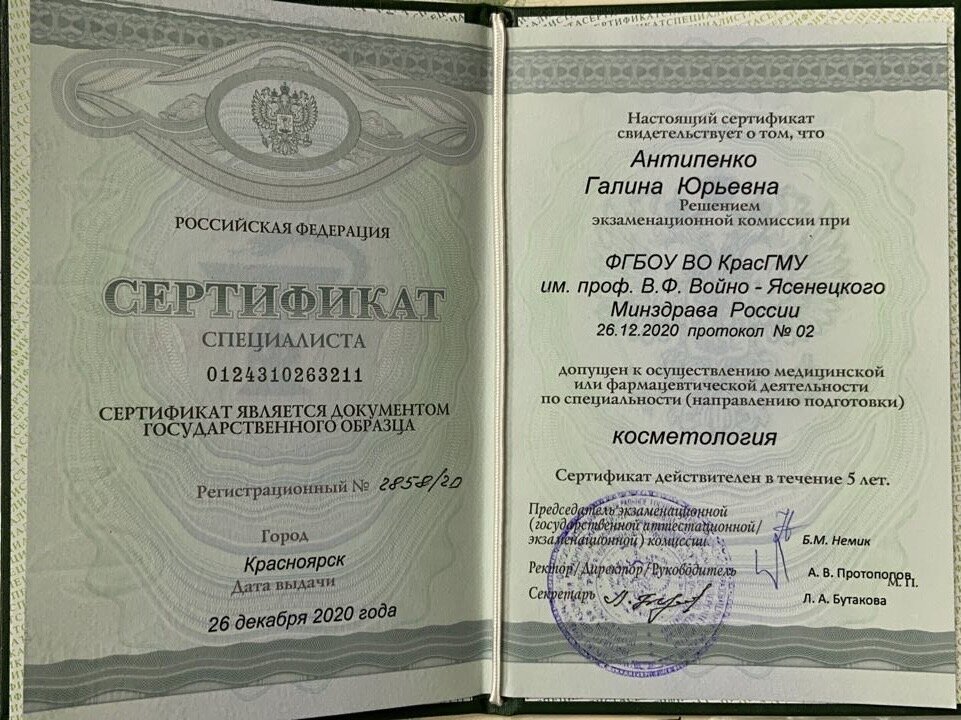 РОССИЙСКАЯ ФЕДЕРАЦИЯ
СЕРТИФИКАТ
СПЕЦИАЛИСТА
0124310263211
СЕРТИФИКАТ ЯВЛЯЕТСЯ ДОКУМЕНТОМ
ГОСУДАРСТВЕННОГО ОБРАЗЦА
Регистрационный № 2858/20
Город
Красноярск
Дата выдачи
26 декабря 2020 года
Настоящий сертификат
свидетельствует о том, что
Антипенко
Галина Юрьевна
Решением
экзаменационной комиссии при
ФГБОУ ВО КрасГМУ
им. проф. В.Ф. Войно - Ясенецкого
Минздрава России
26.12.2020 протокол № 02
допущен к осуществлению медицинской
или фармацевтической деятельности
по специальности (направлению подготовки)
косметология
Сертификат действителен в течение 5 лет.
Председатель экзаменационной
(государственной аттестационной/
экзаменационной) комиссии
Б.М. Немик
Ректор/Директор/Руководитель
А. В. Протопопов
М. П.
Секретарь
Л. А. Бутакова